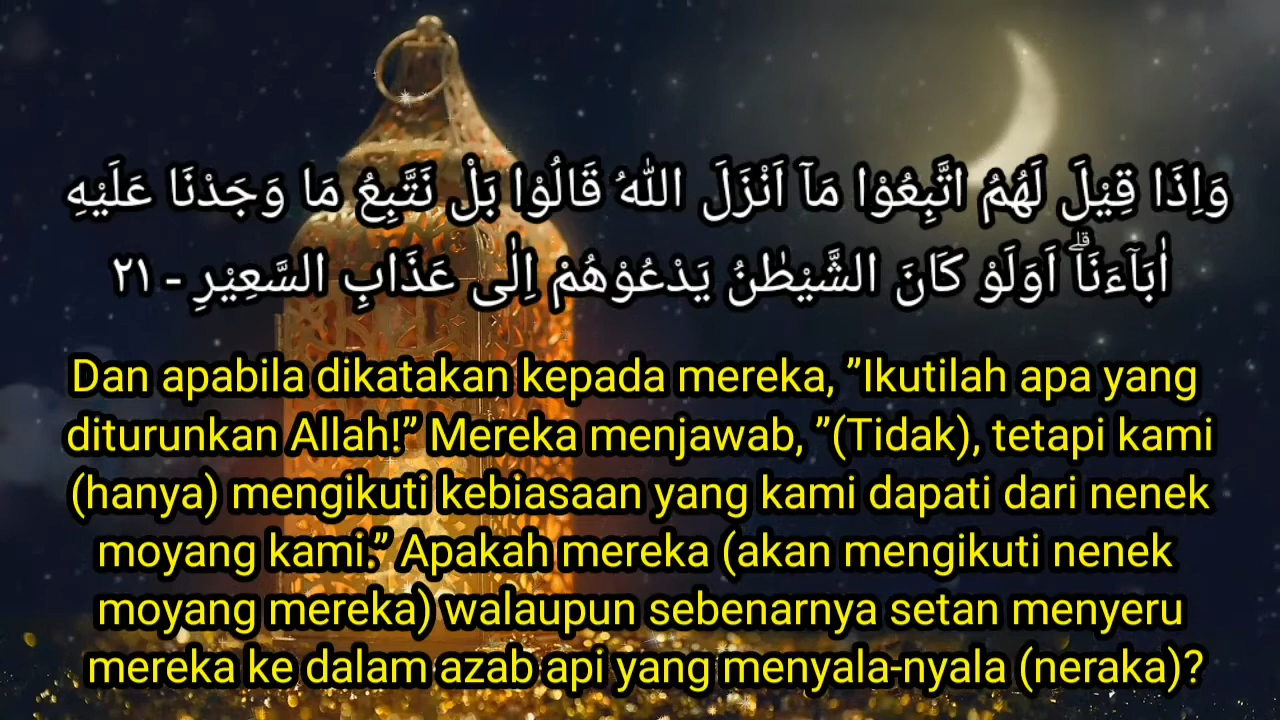 وَاِذَا قِيْلَ لَهُمُ اتَّبِعُوْا مَآ اَنْزَلَ اللّٰهُ قَالُوْا بَلْ نَتَّبِعُ مَا وَجَدْنَا عَلَيْهِ
اٰبَاۤءَنَاۗ اَوَلَوْ كَانَ الشَّيْطٰنُ يَدْعُوْهُمْ اِلٰى عَذَابِ السَّعِيْرِ - ٢١
Dan apabila dikatakan kepada mereka, ”Ikutilah apa yang
diturunkan Allah!” Mereka menjawab, ”(Tidak), tetapi kami
(hanya) mengikuti kebiasaan yang kami dapati dari nenek
moyang kami.” Apakah mereka (akan mengikuti nenek
moyang mereka) walaupun sebenarnya setan menyeru
mereka ke dalam azab api yang menyala-nyala (neraka)?